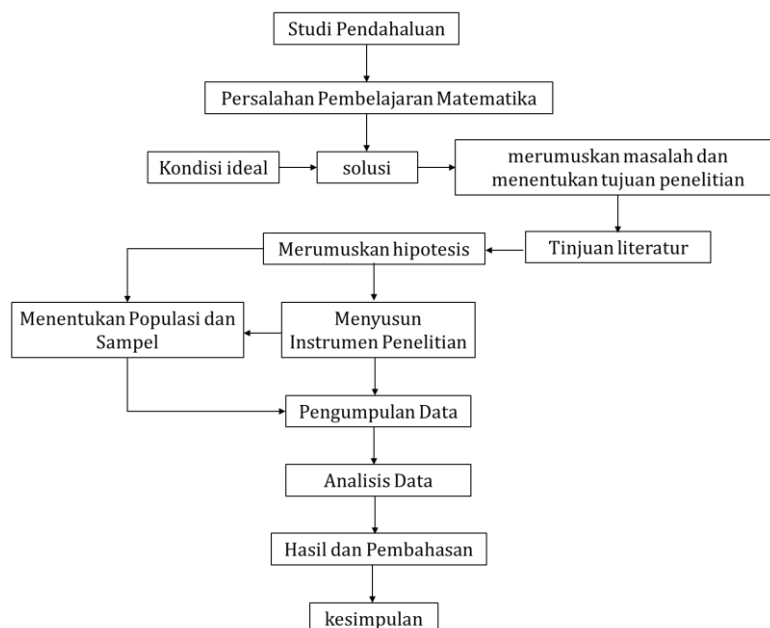 Studi Pendahaluan
Persalahan Pembelajaran Matematika
Kondisi ideal
solusi
merumuskan masalah dan
menentukan tujuan penelitian
Tinjuan literatur
Merumuskan hipotesis
Menentukan Populasi dan
Sampel
Menyusun
Instrumen Penelitian
Pengumpulan Data
Analisis Data
Hasil dan Pembahasan
kesimpulan